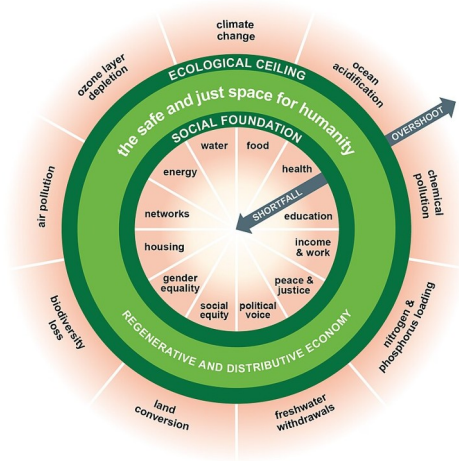 climate
change
ozone layer
depletion
ocean
acidification
ECOLOGICAL CEILING
OVERSHOOT
the safe and just space for humanity
SOCIAL FOUNDATION
water
food
energy
health
air pollution
chemical
pollution
SHORTFALL
networks
education
housing
income
& work
gender
equality
peace &
justice
social
equity
political
voice
biodiversity
loss
nitrogen &
phosphorus loading
REGENERATIVE AND DISTRIBUTIVE ECONOMY
land
conversion
freshwater
withdrawals